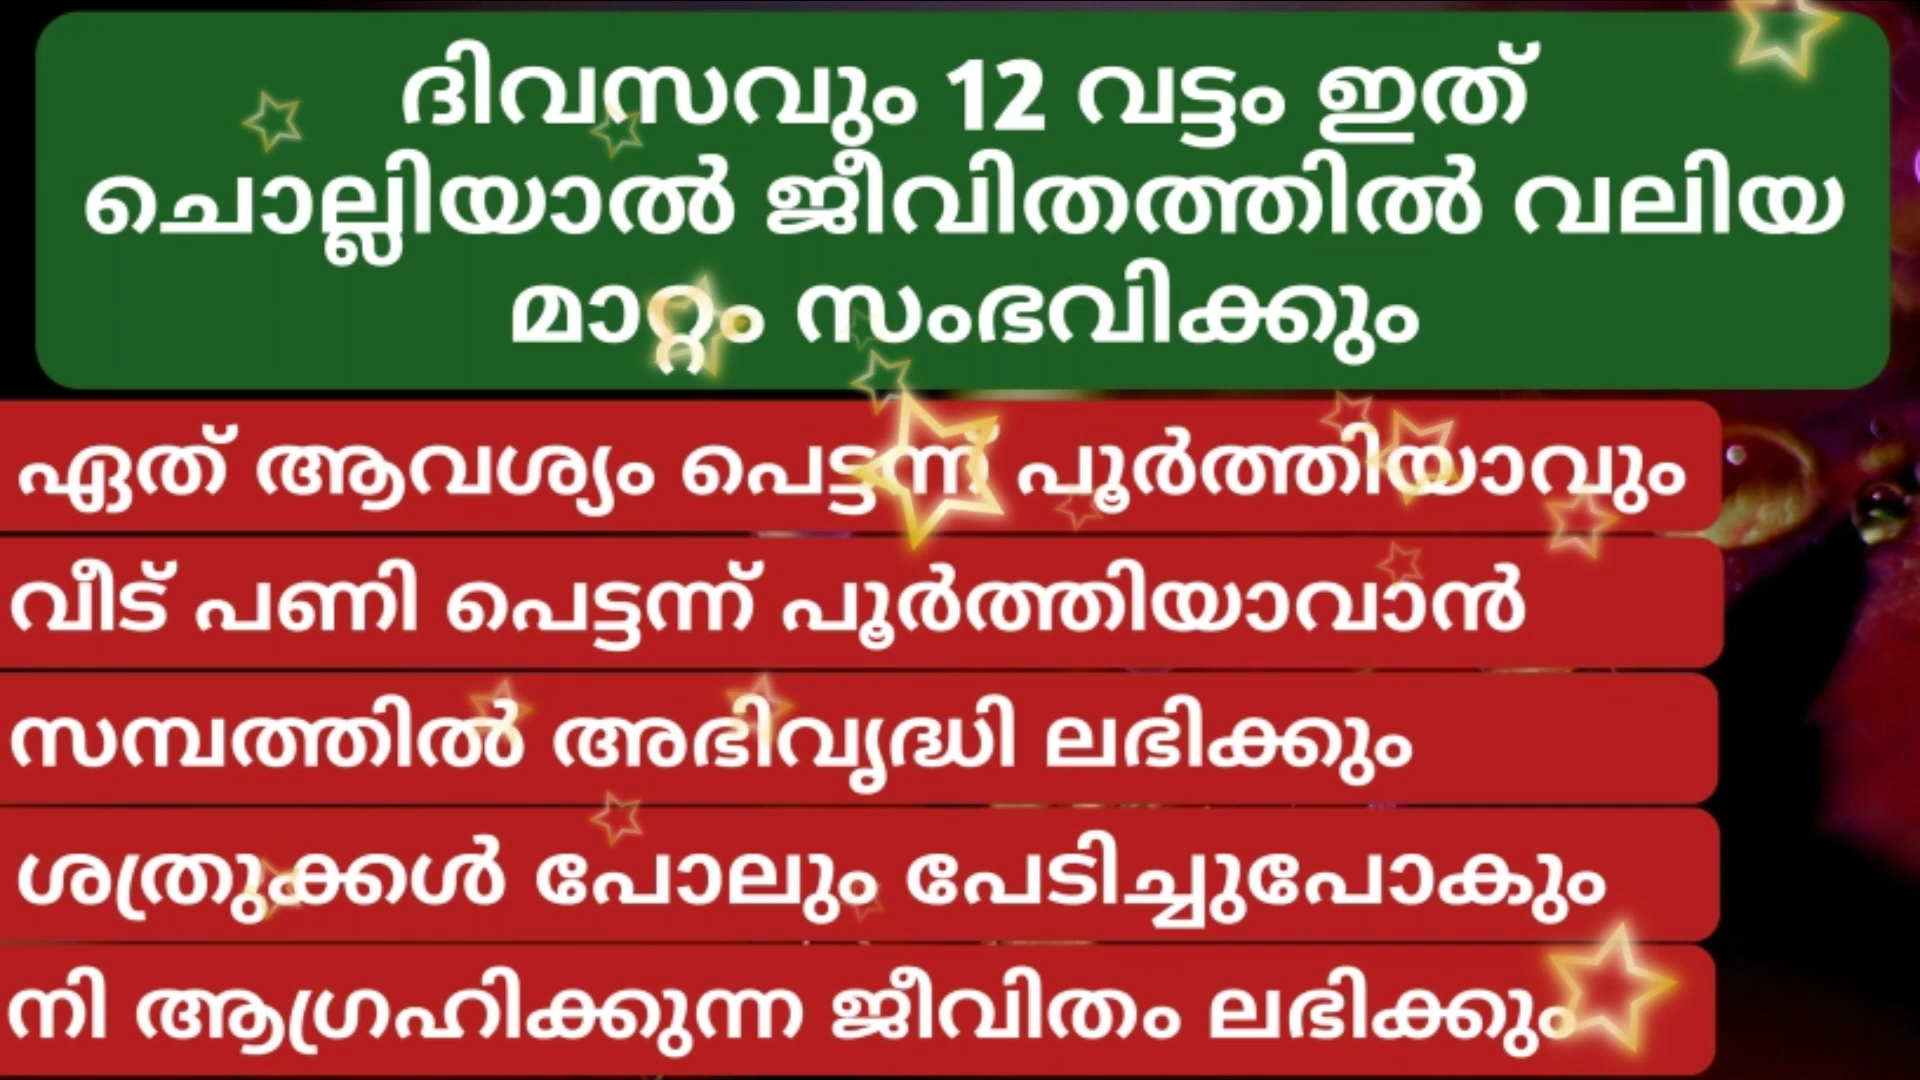 ദിവസവും 12 വട്ടം ഇത്
ചൊല്ലിയാൽ ജീവിതത്തിൽ വലിയ
മാറ്റം സംഭവിക്കും
ഏത് ആവശ്യം പെട്ടന്ന് പൂർത്തിയാവും
വീട് പണി പെട്ടന്ന് പൂർത്തിയാവാൻ
സമ്പത്തിൽ അഭിവൃദ്ധി ലഭിക്കും
ശത്രുക്കൾ പോലും പേടിച്ചുപോകും
നി ആഗ്രഹിക്കുന്ന ജീവിതം ലഭിക്കും